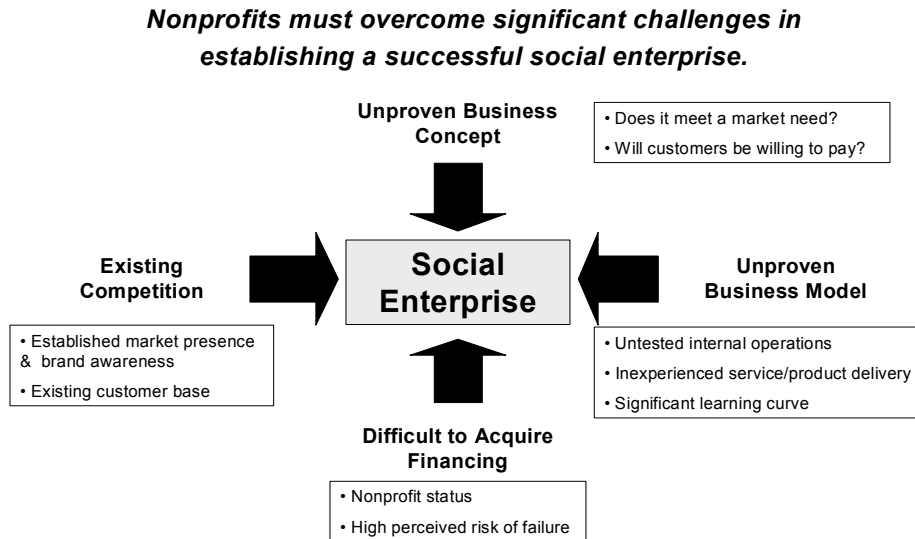 Nonprofits must overcome significant challenges in
establishing a successful social enterprise.
Unproven Business
Concept
• Does it meet a market need?
• Will customers be willing to pay?
Existing
Competition
• Established market presence
& brand awareness
• Existing customer base
Social
Enterprise
Unproven
Business Model
• Untested internal operations
• Inexperienced service/product delivery
• Significant learning curve
Difficult to Acquire
Financing
• Nonprofit status
• High perceived risk of failure